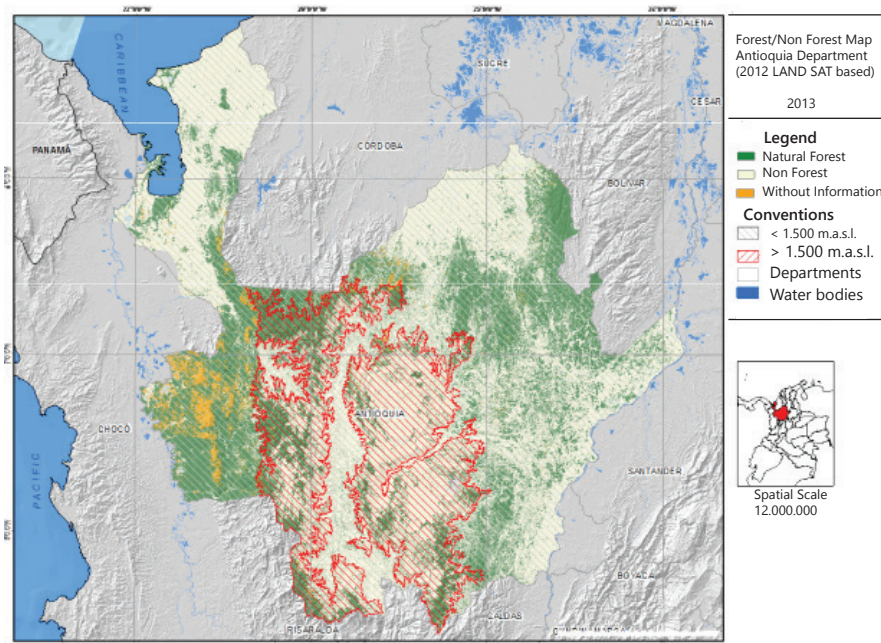 MAGDALENA
CARIBBEAN
SUCRE
CESAR
PANAMÁ
CORDOBA
BOLIVAR
ANTIOQUIA
CHOCÓ
PACIFIC
SANTANDER
BOYACA
CALDAS
RISARALDA
Forest/Non Forest Map
Antioquia Department
(2012 LAND SAT based)
2013
Legend
Natural Forest
Non Forest
Without Information
Conventions
< 1.500 m.a.s.l.
> 1.500 m.a.s.l.
Departments
Water bodies
Spatial Scale
12.000.000